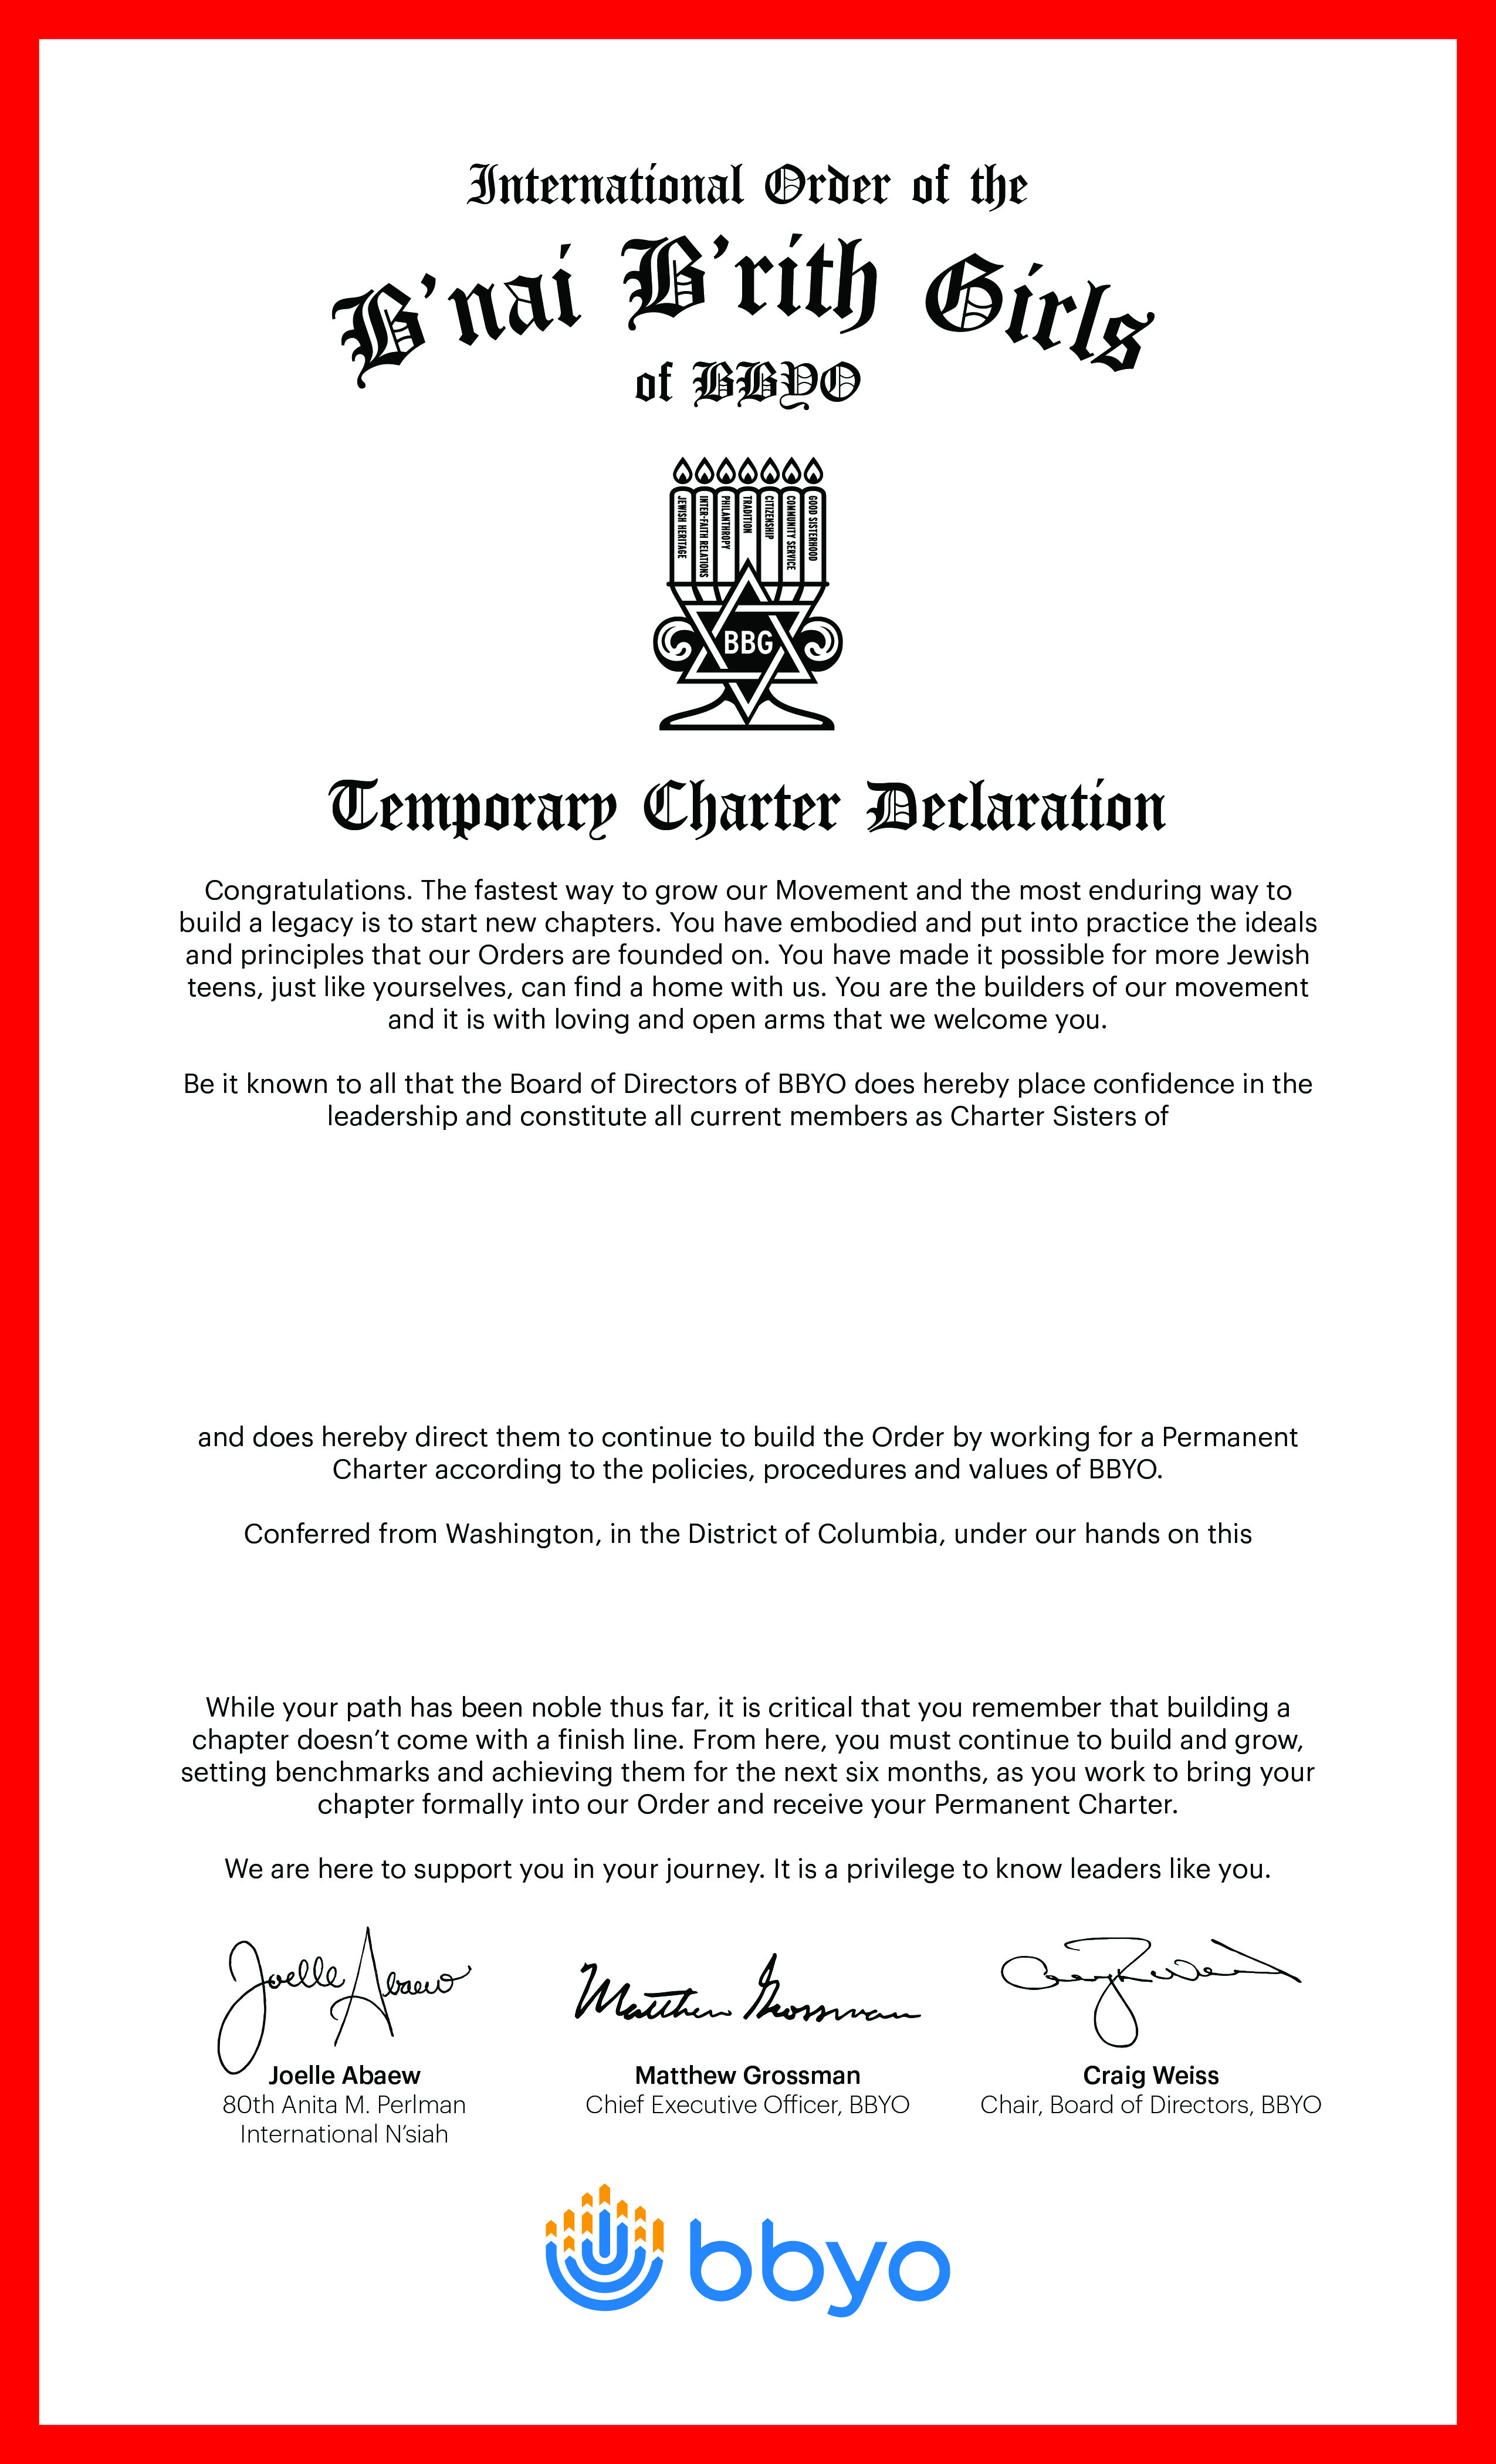 International Order of the
B’nai B’rith Girls
of BBYO
JEWISH HERITAGE
INTER-FAITH RELATIONS
PHILANTHROPY
TRADITION
CITIZENSHIP
COMMUNITY SERVICE
GOOD SISTERHOOD
BBG
Temporary Charter Declaration
Congratulations. The fastest way to grow our Movement and the most enduring way to
build a legacy is to start new chapters. You have embodied and put into practice the ideals
and principles that our Orders are founded on. You have made it possible for more Jewish
teens, just like yourselves, can find a home with us. You are the builders of our movement
and it is with loving and open arms that we welcome you.
Be it known to all that the Board of Directors of BBYO does hereby place confidence in the
leadership and constitute all current members as Charter Sisters of
and does hereby direct them to continue to build the Order by working for a Permanent
Charter according to the policies, procedures and values of BBYO.
Conferred from Washington, in the District of Columbia, under our hands on this
While your path has been noble thus far, it is critical that you remember that building a
chapter doesn’t come with a finish line. From here, you must continue to build and grow,
setting benchmarks and achieving them for the next six months, as you work to bring your
chapter formally into our Order and receive your Permanent Charter.
We are here to support you in your journey. It is a privilege to know leaders like you.
Joelle Abaew Matthew Grossman
Joelle Abaew Matthew Grossman Craig Weiss
80th Anita M. Perlman Chief Executive Officer, BBYO Chair, Board of Directors, BBYO
International N’siah
bbyo